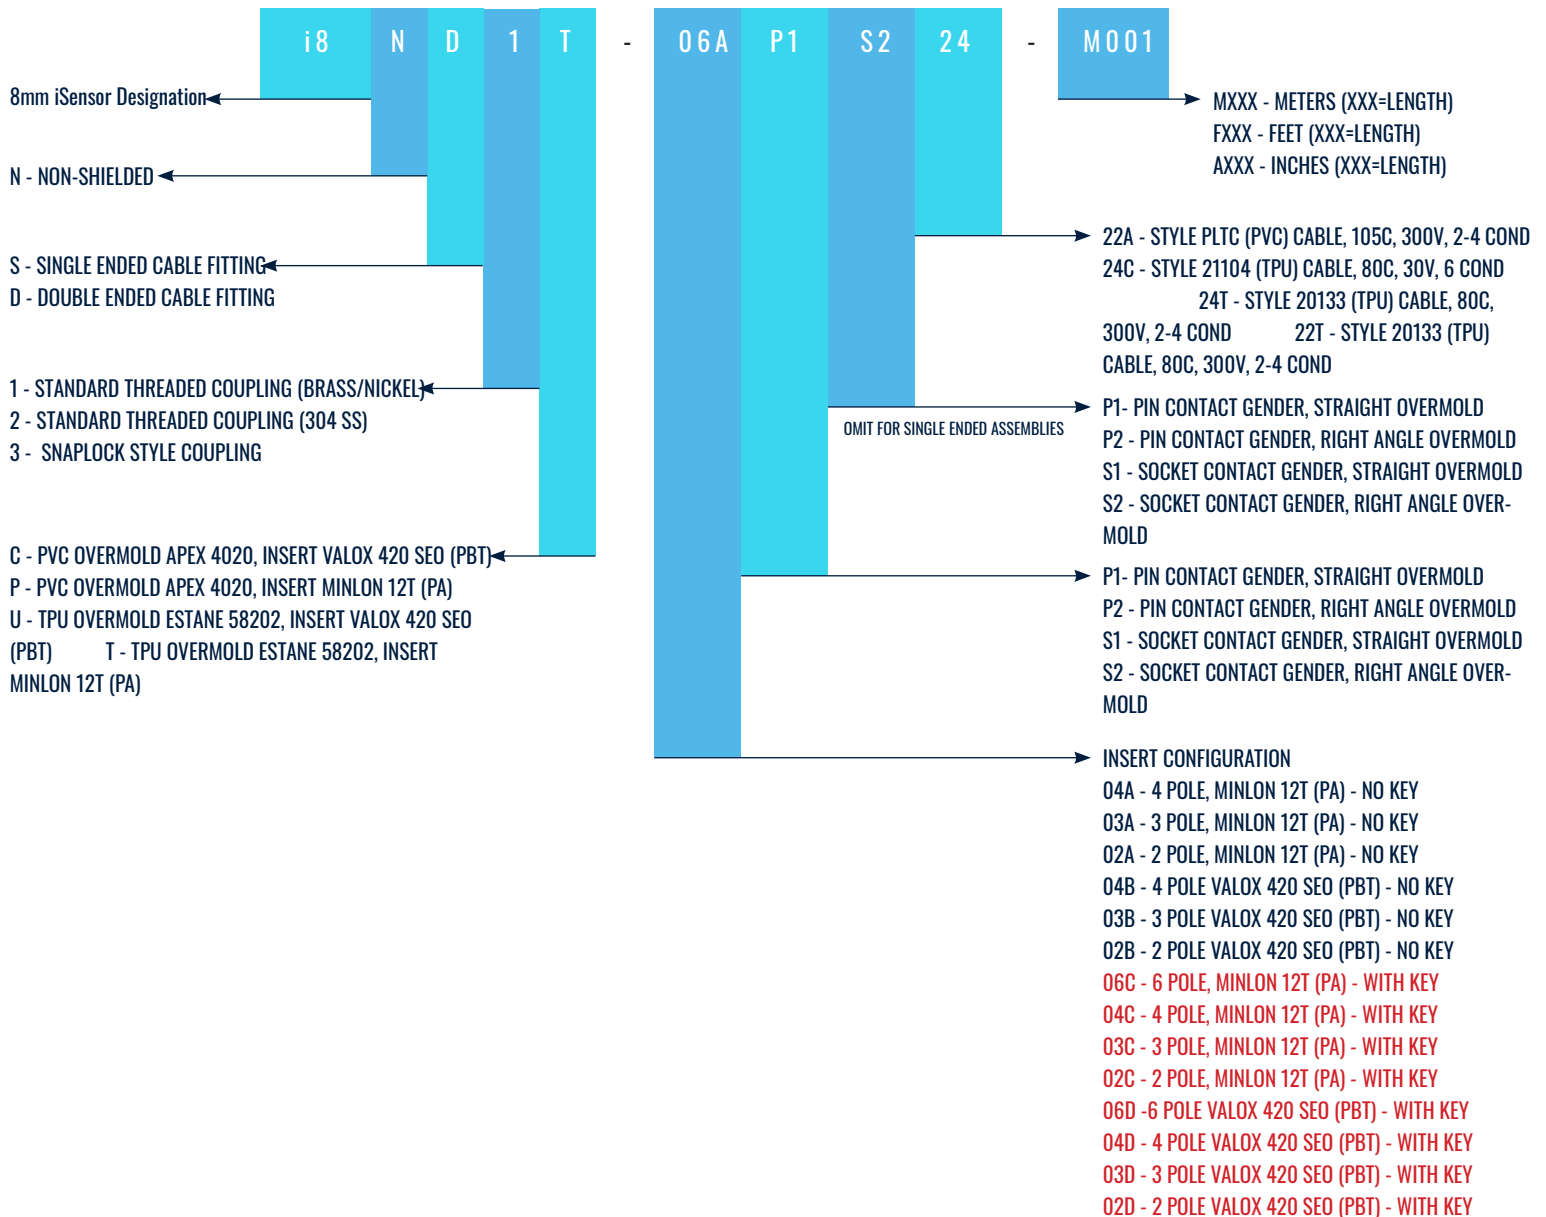 i8 N D 1 T - 06A P1 S2 24 - M001
8mm iSensor Designation
N - NON-SHIELDED
S - SINGLE ENDED CABLE FITTING
D - DOUBLE ENDED CABLE FITTING
1 - STANDARD THREADED COUPLING (BRASS/NICKEL)
2 - STANDARD THREADED COUPLING (304 SS)
3 - SNAPLOCK STYLE COUPLING
C - PVC OVERMOLD APEX 4020, INSERT VALOX 420 SEO (PBT)
P - PVC OVERMOLD APEX 4020, INSERT MINLON 12T (PA)
U - TPU OVERMOLD ESTANE 58202, INSERT VALOX 420 SEO
(PBT) T - TPU OVERMOLD ESTANE 58202, INSERT
MINLON 12T (PA)
MXXX - METERS (XXX=LENGTH)
FXXX - FEET (XXX=LENGTH)
AXXX - INCHES (XXX=LENGTH)
22A - STYLE PLTC (PVC) CABLE, 105C, 300V, 2-4 COND
24C - STYLE 21104 (TPU) CABLE, 80C, 30V, 6 COND
24T - STYLE 20133 (TPU) CABLE, 80C,
300V, 2-4 COND 22T - STYLE 20133 (TPU)
CABLE, 80C, 300V, 2-4 COND
OMIT FOR SINGLE ENDED ASSEMBLIES
P1- PIN CONTACT GENDER, STRAIGHT OVERMOLD
P2 - PIN CONTACT GENDER, RIGHT ANGLE OVERMOLD
S1 - SOCKET CONTACT GENDER, STRAIGHT OVERMOLD
S2 - SOCKET CONTACT GENDER, RIGHT ANGLE OVER-
MOLD
P1- PIN CONTACT GENDER, STRAIGHT OVERMOLD
P2 - PIN CONTACT GENDER, RIGHT ANGLE OVERMOLD
S1 - SOCKET CONTACT GENDER, STRAIGHT OVERMOLD
S2 - SOCKET CONTACT GENDER, RIGHT ANGLE OVER-
MOLD
INSERT CONFIGURATION
04A - 4 POLE, MINLON 12T (PA) - NO KEY
03A - 3 POLE, MINLON 12T (PA) - NO KEY
02A - 2 POLE, MINLON 12T (PA) - NO KEY
04B - 4 POLE VALOX 420 SEO (PBT) - NO KEY
03B - 3 POLE VALOX 420 SEO (PBT) - NO KEY
02B - 2 POLE VALOX 420 SEO (PBT) - NO KEY
06C - 6 POLE, MINLON 12T (PA) - WITH KEY
04C - 4 POLE, MINLON 12T (PA) - WITH KEY
03C - 3 POLE, MINLON 12T (PA) - WITH KEY
02C - 2 POLE, MINLON 12T (PA) - WITH KEY
06D -6 POLE VALOX 420 SEO (PBT) - WITH KEY
04D - 4 POLE VALOX 420 SEO (PBT) - WITH KEY
03D - 3 POLE VALOX 420 SEO (PBT) - WITH KEY
02D - 2 POLE VALOX 420 SEO (PBT) - WITH KEY